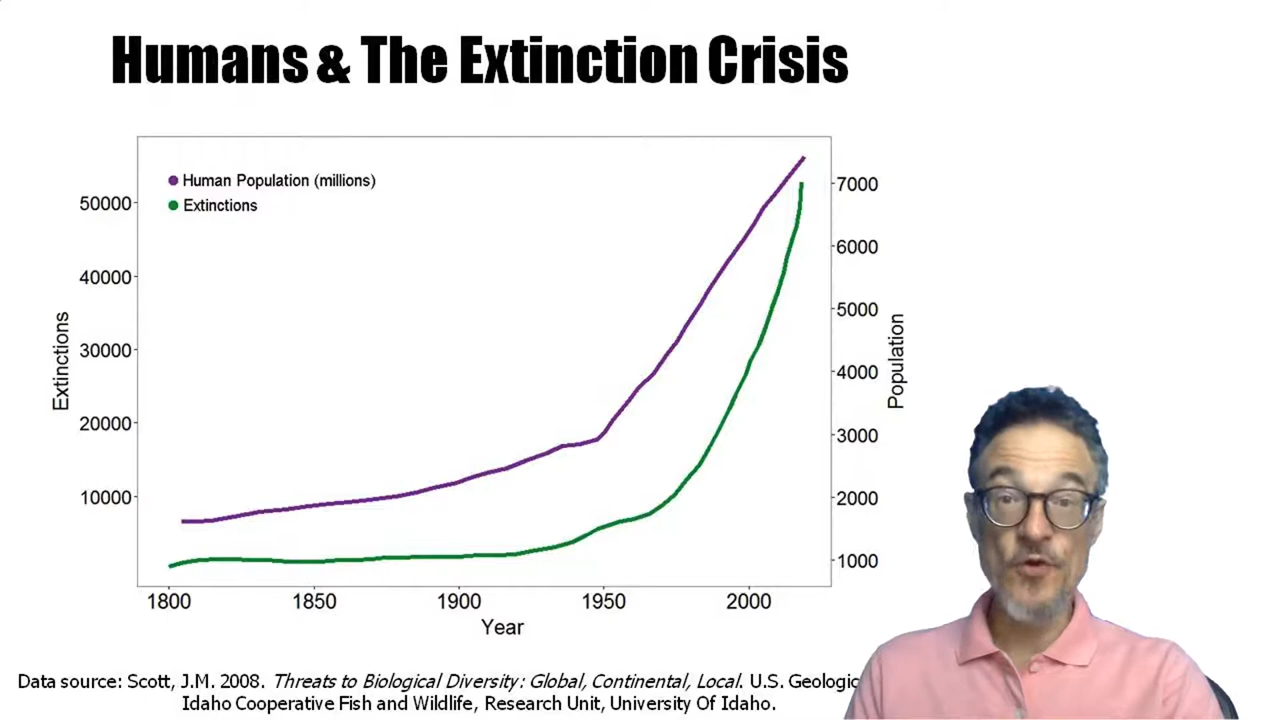 Humans & The Extinction Crisis
Human Population (millions)
Extinctions
50000
40000
30000
20000
10000
Extinctions
7000
6000
5000
4000
3000
2000
1000
Population
1800 1850 1900 1950 2000
Year
Data source: Scott, J.M. 2008. Threats to Biological Diversity: Global, Continental, Local. U.S. Geologic
Idaho Cooperative Fish and Wildlife, Research Unit, University Of Idaho.